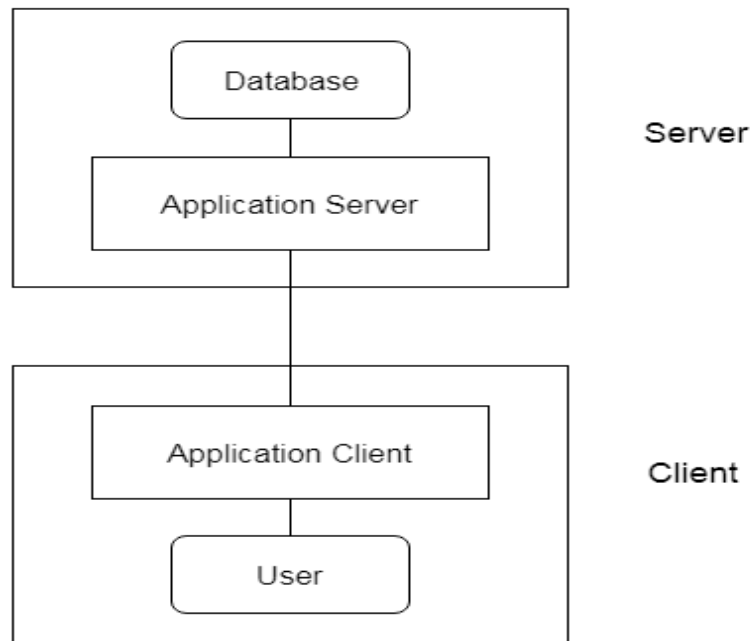 Database
Server
Application Server
Application Client
Client
User